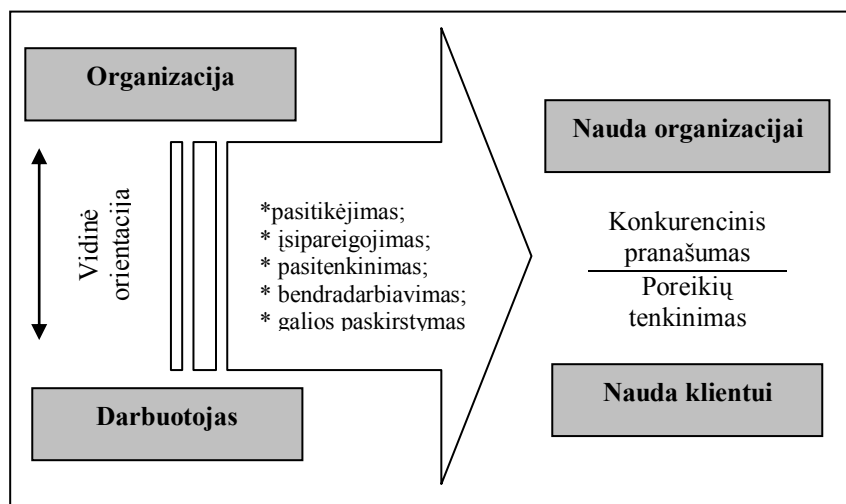 Organizacija
Vidinė
orientacija
Darbuotojas
*pasitikėjimas;
* įsipareigojimas;
* pasitenkinimas;
* bendradarbiavimas;
* galios paskirstymas
Nauda organizacijai
Konkurencinis
pranašumas
Poreikių
tenkinimas
Nauda klientui